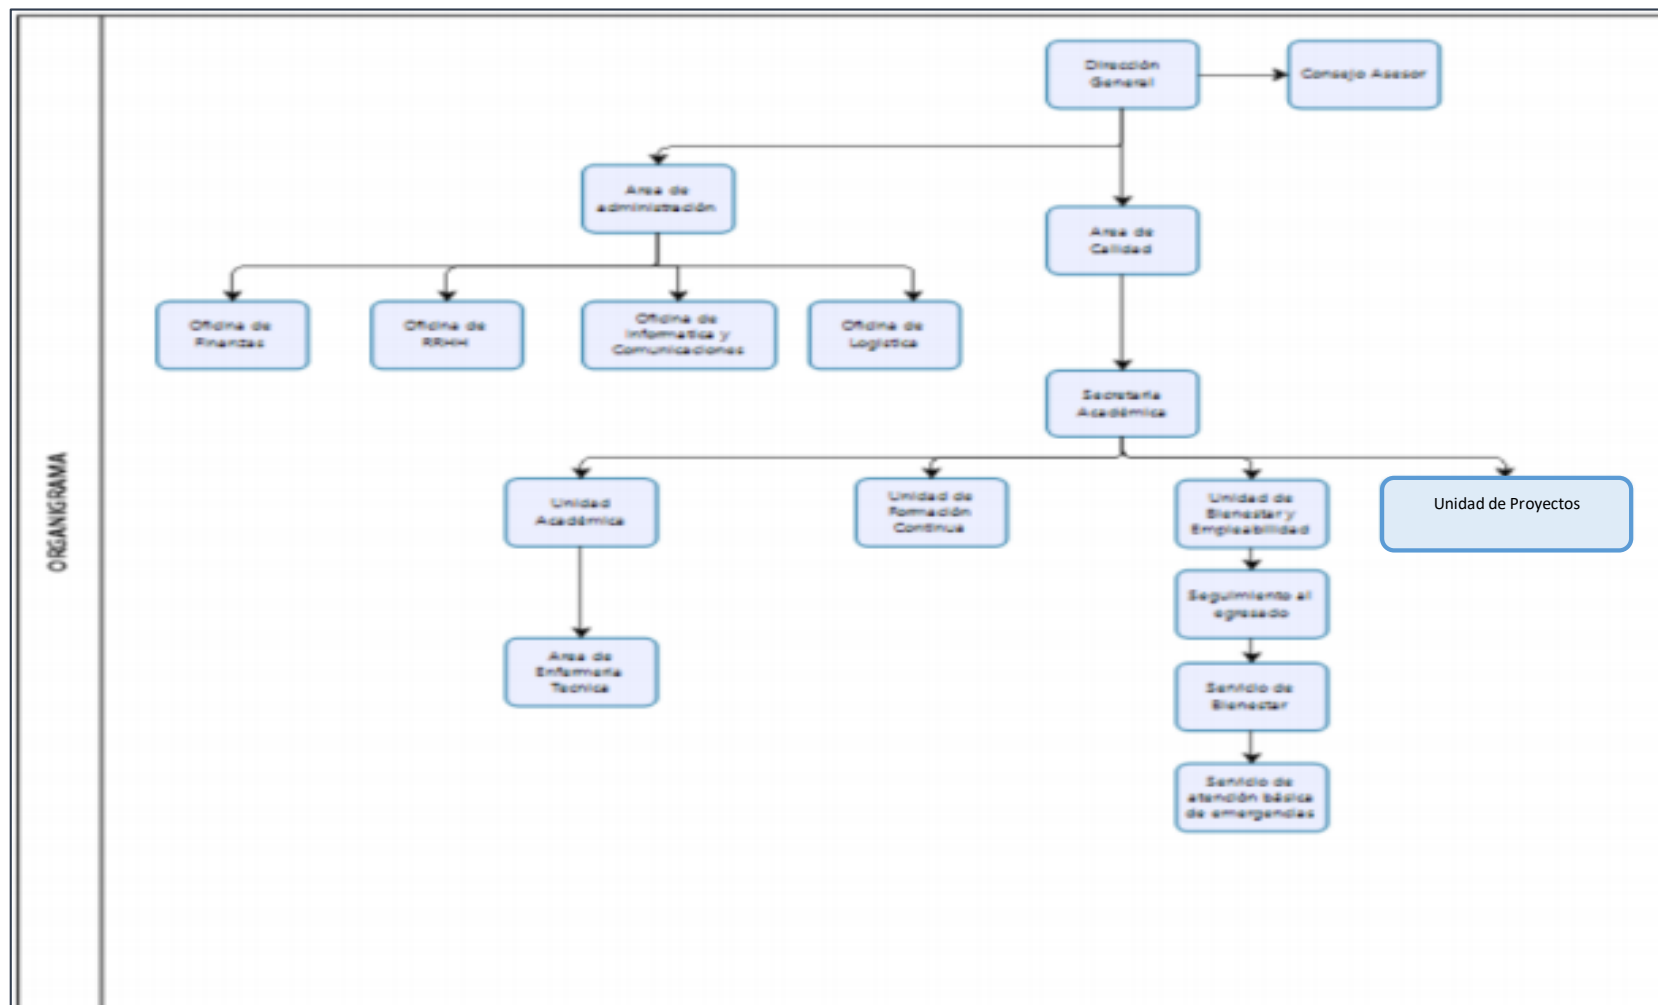 ORGANIGRAMA
Dirección
General
Consejo Asesor
Area de
administración
Area de
Calidad
Oficina de
Finanzas
Oficina de
RRHH
Oficina de
Informatica y
Comunicaciones
Oficina de
Logística
Secretaria
Académica
Unidad
Académica
Unidad de
Formación
Continua
Unidad de
Bienestar y
Empleabilidad
Unidad de Proyectos
Seguimiento al
egresado
Area de
Enfermería
Tecnica
Servicio de
Bienestar
Servicio de
atención básica
de emergencias